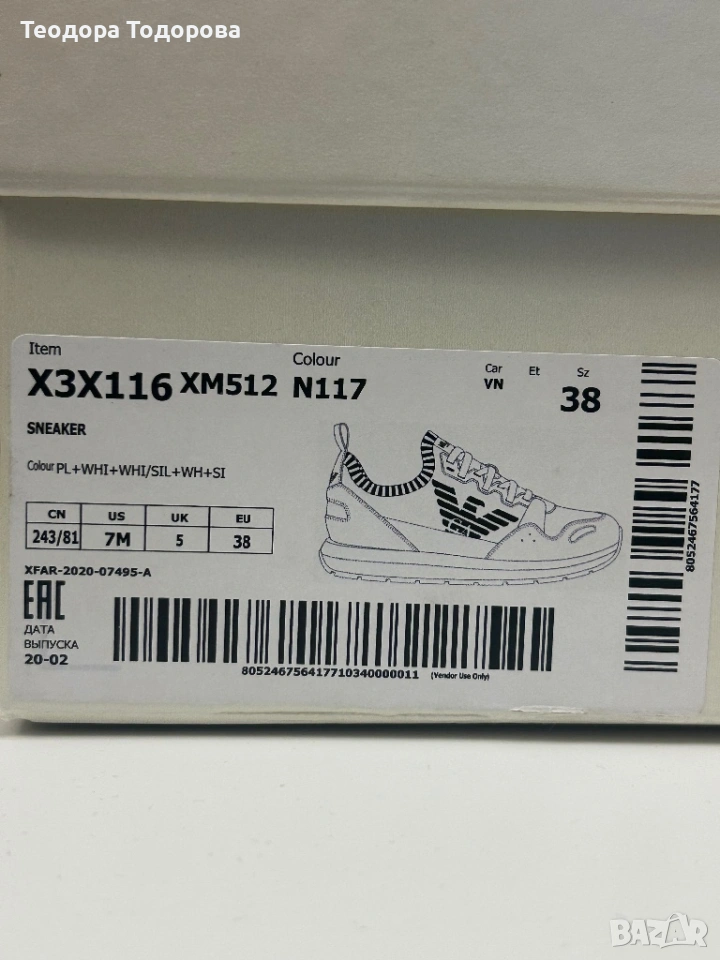 Теодора Тодорова
Item
X3X116 XM512
Colour
N117
Car
VN
Et
Sz
38
SNEAKER
Colour PL+WHI+WHI/SIL+WH+SI
CN US UK EU
243/81 7M 5 38
XFAR-2020-07495-A
EAC
ДАТА
ВЫПУСКА
20-02
805246756417710340000011 (Vendor Use Only)
8052467564177
BAZAR